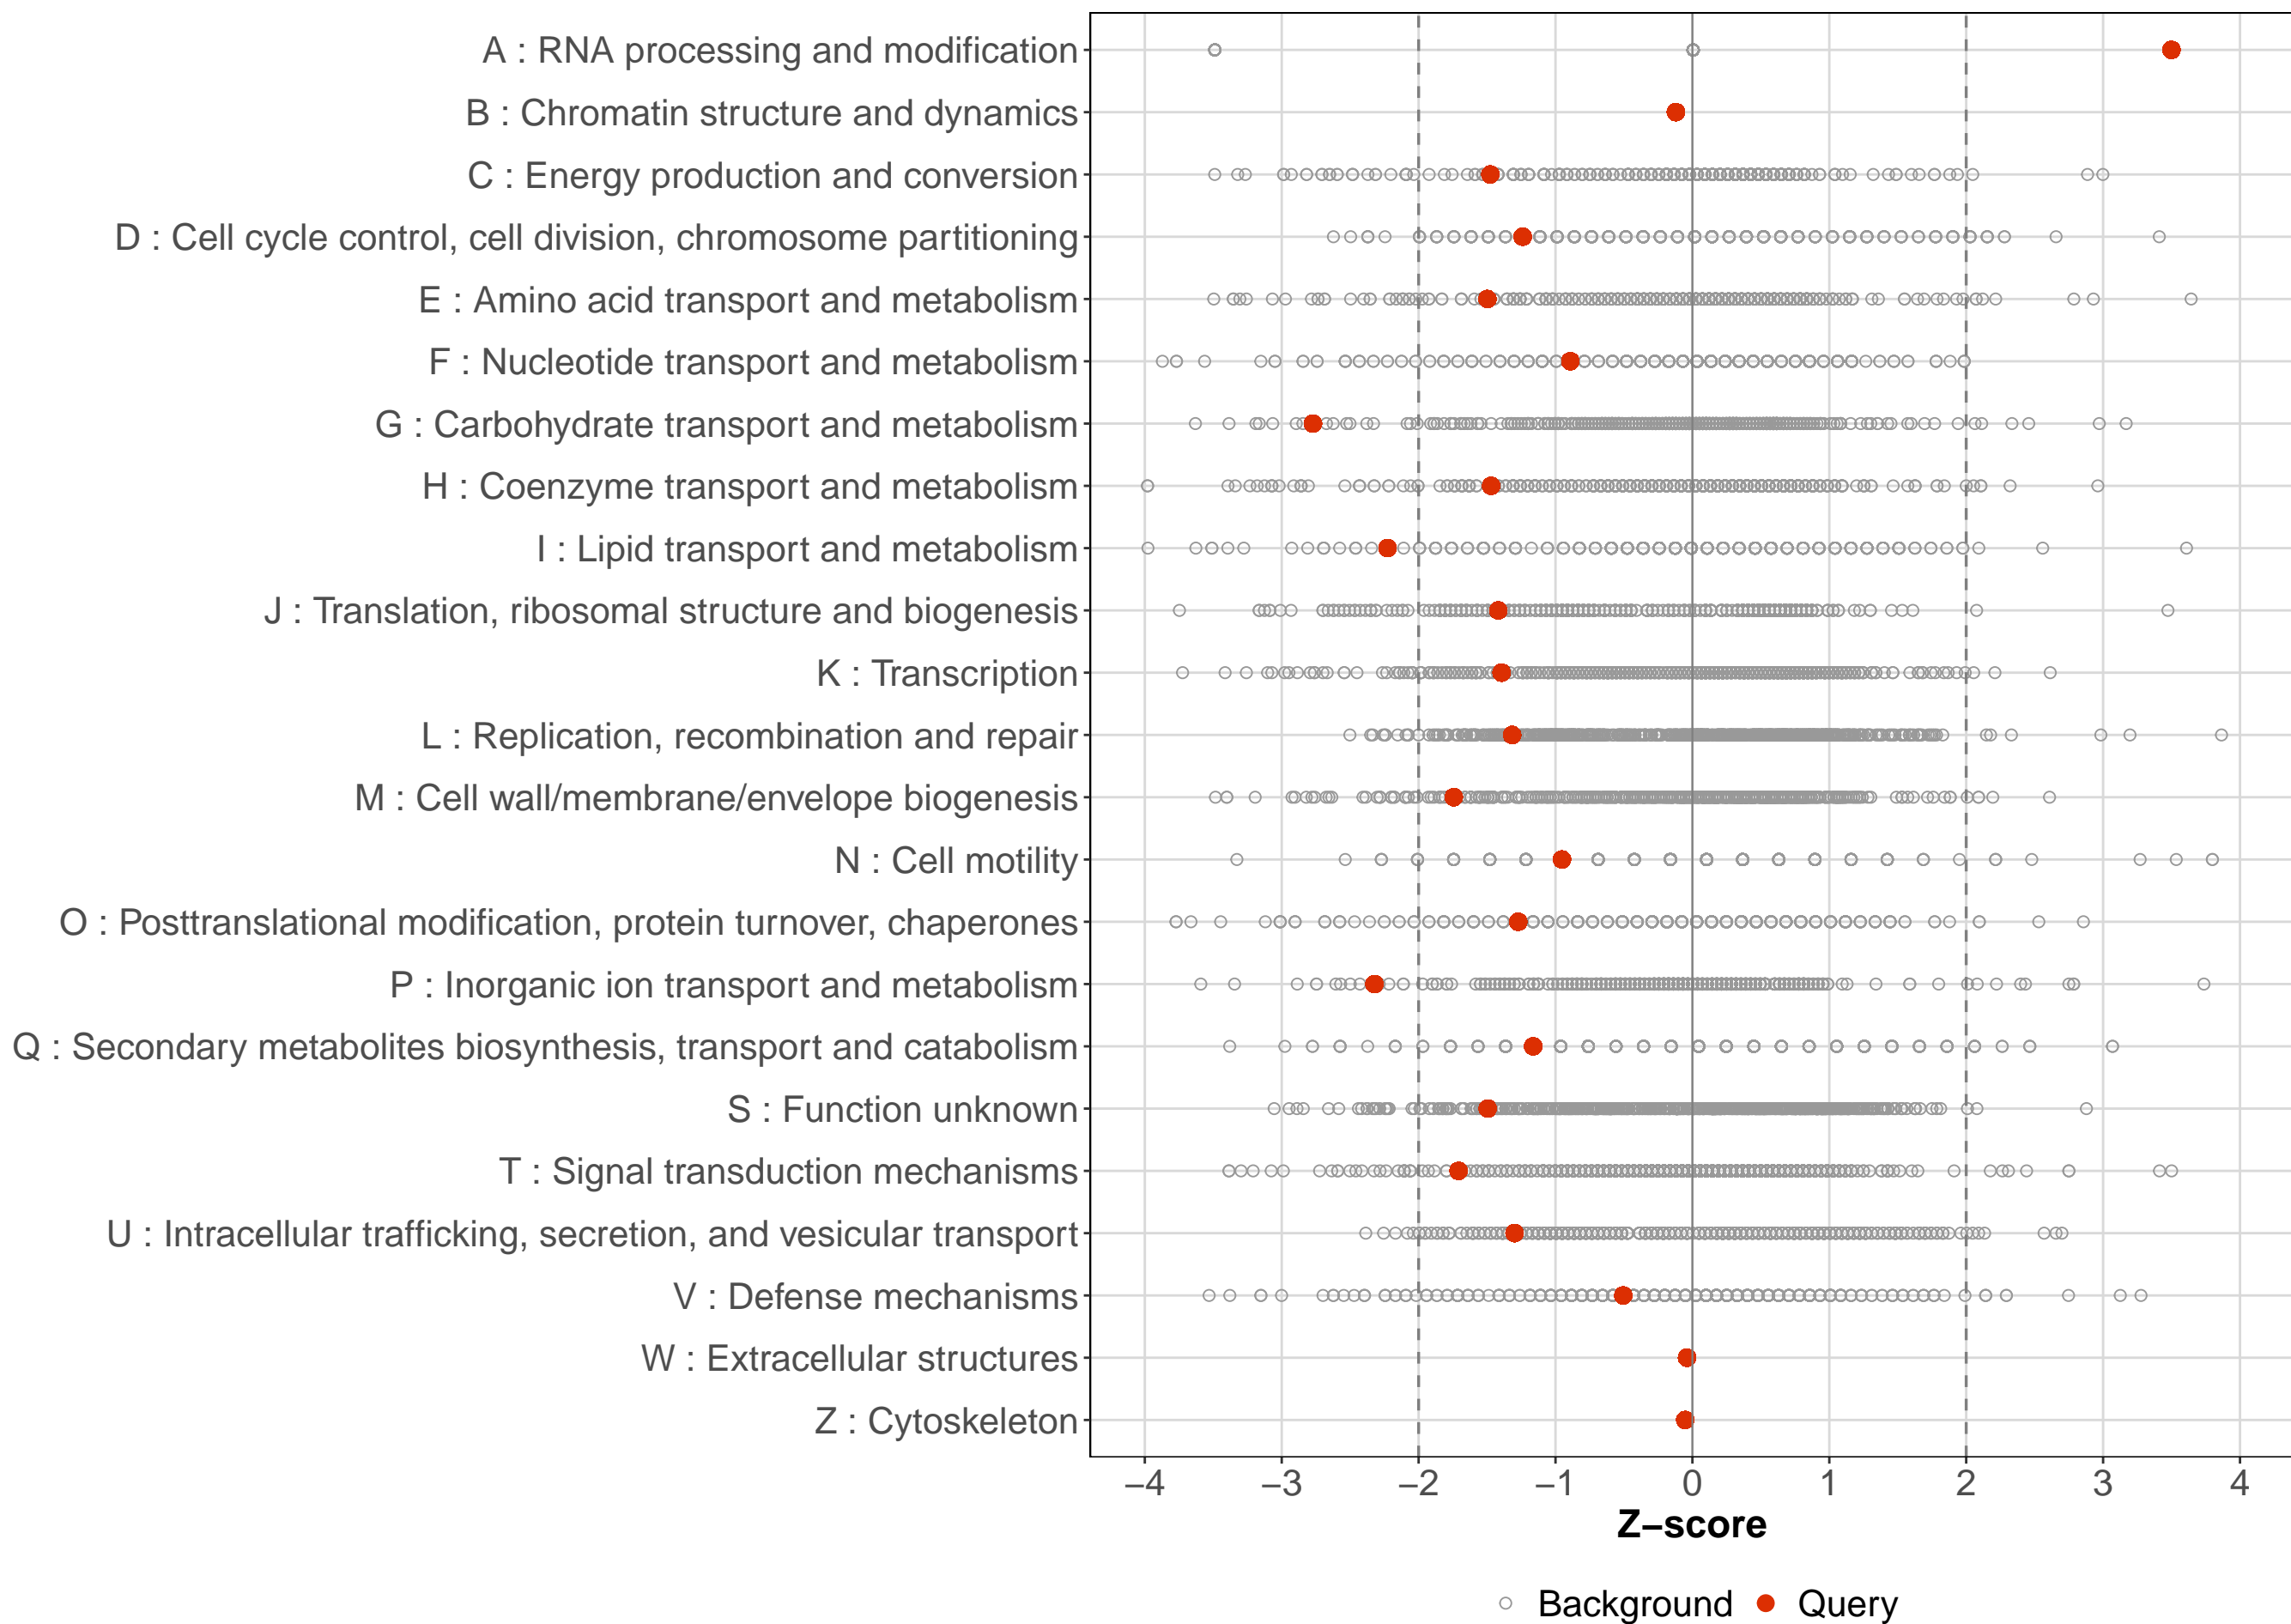 A : RNA processing and modification
B : Chromatin structure and dynamics
C : Energy production and conversion
D : Cell cycle control, cell division, chromosome partitioning
E : Amino acid transport and metabolism
F : Nucleotide transport and metabolism
G : Carbohydrate transport and metabolism
H : Coenzyme transport and metabolism
I : Lipid transport and metabolism
J : Translation, ribosomal structure and biogenesis
K : Transcription
L : Replication, recombination and repair
M : Cell wall/membrane/envelope biogenesis
N : Cell motility
O : Posttranslational modification, protein turnover, chaperones
P : Inorganic ion transport and metabolism
Q : Secondary metabolites biosynthesis, transport and catabolism
S : Function unknown
T : Signal transduction mechanisms
U : Intracellular trafficking, secretion, and vesicular transport
V : Defense mechanisms
W : Extracellular structures
Z : Cytoskeleton
−4 −3 −2 −1 0 1 2 3 4
Z−score
Background Query